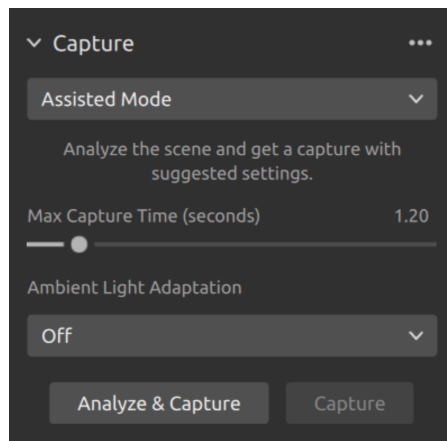 Capture
Assisted Mode
Analyze the scene and get a capture with
suggested settings.
Max Capture Time (seconds) 1.20
Ambient Light Adaptation
Off
Analyze & Capture Capture